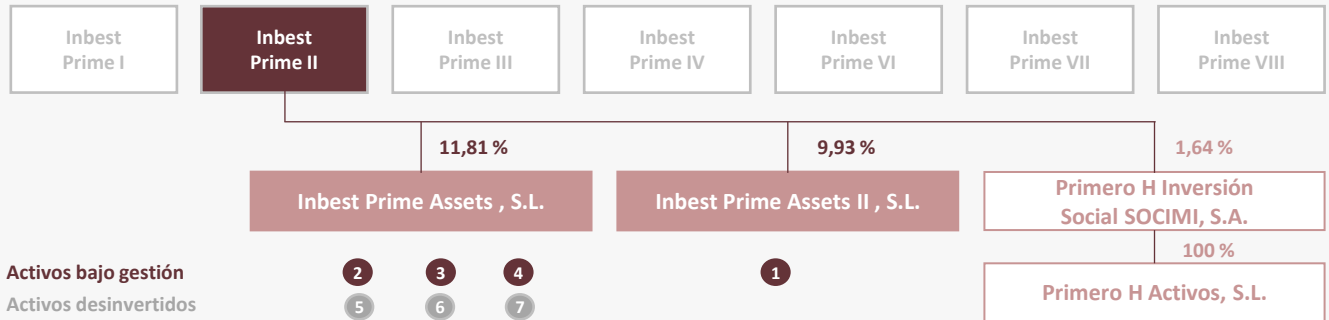 Inbest
Prime I
Inbest
Prime II
Inbest
Prime III
Inbest
Prime IV
Inbest
Prime VI
Inbest
Prime VII
Inbest
Prime VIII
11,81 %
9,93 %
1,64 %
Inbest Prime Assets , S.L.
Inbest Prime Assets II , S.L.
Primero H Inversión
Social SOCIMI, S.A.
100 %
Activos bajo gestión
2 3 4 1
Primero H Activos, S.L.
Activos desinvertidos
5 6 7